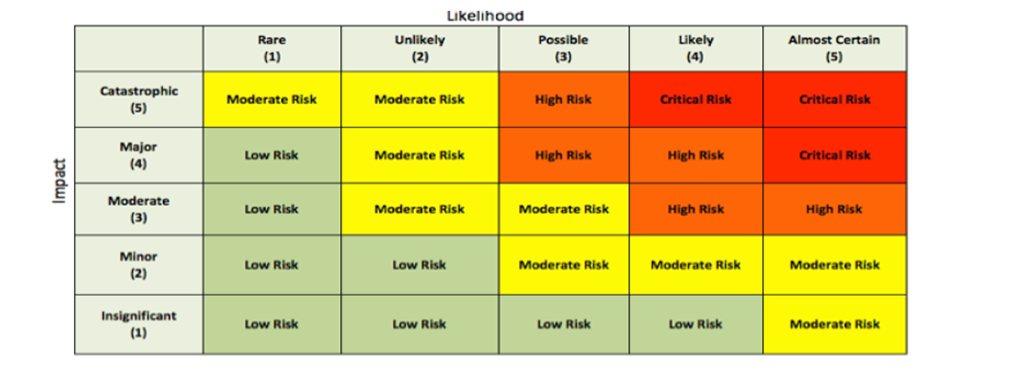 Likelihood
Rare
(1)
Unlikely
(2)
Possible
(3)
Likely
(4)
Almost Certain
(5)
Impact
Catastrophic
(5)
Moderate Risk
Moderate Risk
High Risk
Critical Risk
Critical Risk
Major
(4)
Low Risk
Moderate Risk
High Risk
High Risk
Critical Risk
Moderate
(3)
Low Risk
Moderate Risk
Moderate Risk
High Risk
High Risk
Minor
(2)
Low Risk
Low Risk
Moderate Risk
Moderate Risk
Moderate Risk
Insignificant
(1)
Low Risk
Low Risk
Low Risk
Low Risk
Moderate Risk